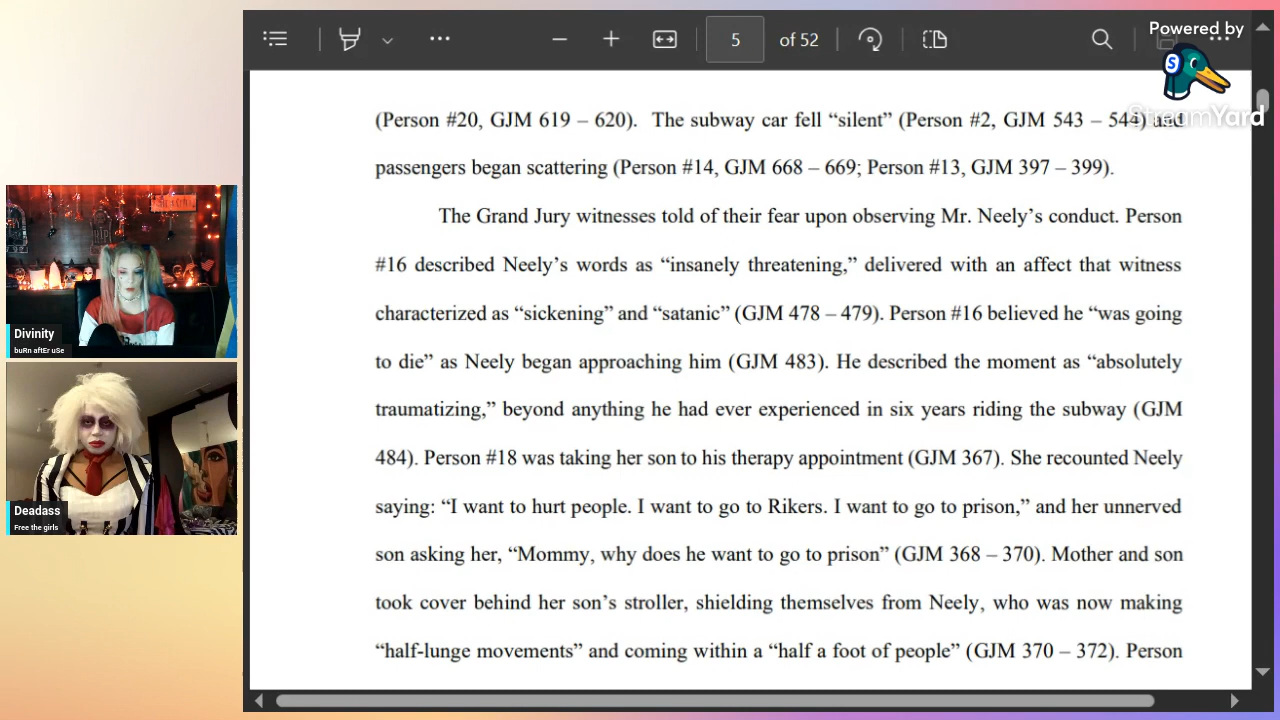 5 of 52
Powered by
StreamYard
(Person #20, GJM 619 – 620). The subway car fell “silent” (Person #2, GJM 543 – 544) and
passengers began scattering (Person #14, GJM 668 – 669; Person #13, GJM 397 – 399).
The Grand Jury witnesses told of their fear upon observing Mr. Neely’s conduct. Person
#16 described Neely’s words as “insanely threatening,” delivered with an affect that witness
characterized as “sickening” and “satanic” (GJM 478 – 479). Person #16 believed he “was going
to die” as Neely began approaching him (GJM 483). He described the moment as “absolutely
traumatizing,” beyond anything he had ever experienced in six years riding the subway (GJM
484). Person #18 was taking her son to his therapy appointment (GJM 367). She recounted Neely
saying: “I want to hurt people. I want to go to Rikers. I want to go to prison,” and her unnerved
son asking her, “Mommy, why does he want to go to prison” (GJM 368 – 370). Mother and son
took cover behind her son’s stroller, shielding themselves from Neely, who was now making
“half-lunge movements” and coming within a “half a foot of people” (GJM 370 – 372). Person
Divinity
buRn aftEr uSe
Deadass
Free the girls